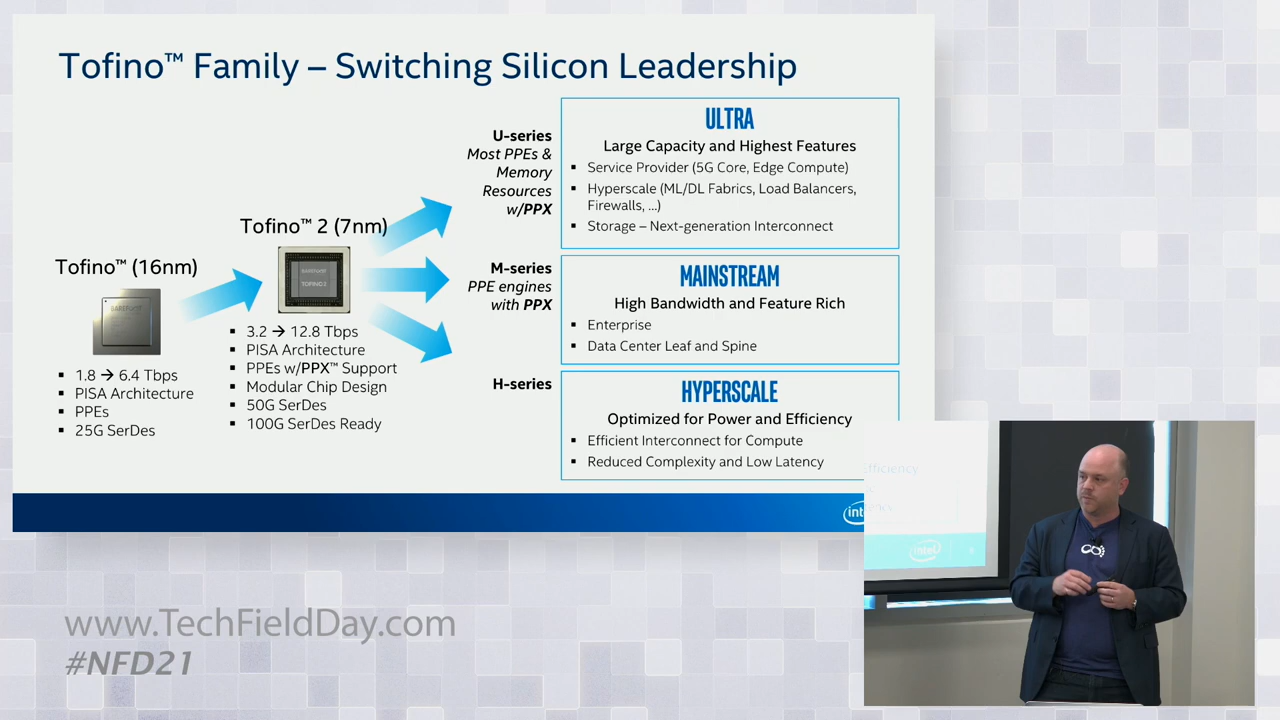 Tofino™ Family – Switching Silicon Leadership
U-series
Most PPEs &
Memory
Resources
w/PPX
ULTRA
Large Capacity and Highest Features
▪ Service Provider (5G Core, Edge Compute)
▪ Hyperscale (ML/DL Fabrics, Load Balancers,
Firewalls, ...)
▪ Storage – Next-generation Interconnect
Tofino™ 2 (7nm)
BAREFOOT
TOFINO 2
▪ 3.2 → 12.8 Tbps
▪ PISA Architecture
▪ PPEs w/PPX™ Support
▪ Modular Chip Design
▪ 50G SerDes
▪ 100G SerDes Ready
Tofino™ (16nm)
BAREFOOT
▪ 1.8 → 6.4 Tbps
▪ PISA Architecture
▪ PPEs
▪ 25G SerDes
M-series
PPE engines
with PPX
MAINSTREAM
High Bandwidth and Feature Rich
▪ Enterprise
▪ Data Center Leaf and Spine
H-series
HYPERSCALE
Optimized for Power and Efficiency
▪ Efficient Interconnect for Compute
▪ Reduced Complexity and Low Latency
Efficiency
intel
www.TechFieldDay.com
#NFD21